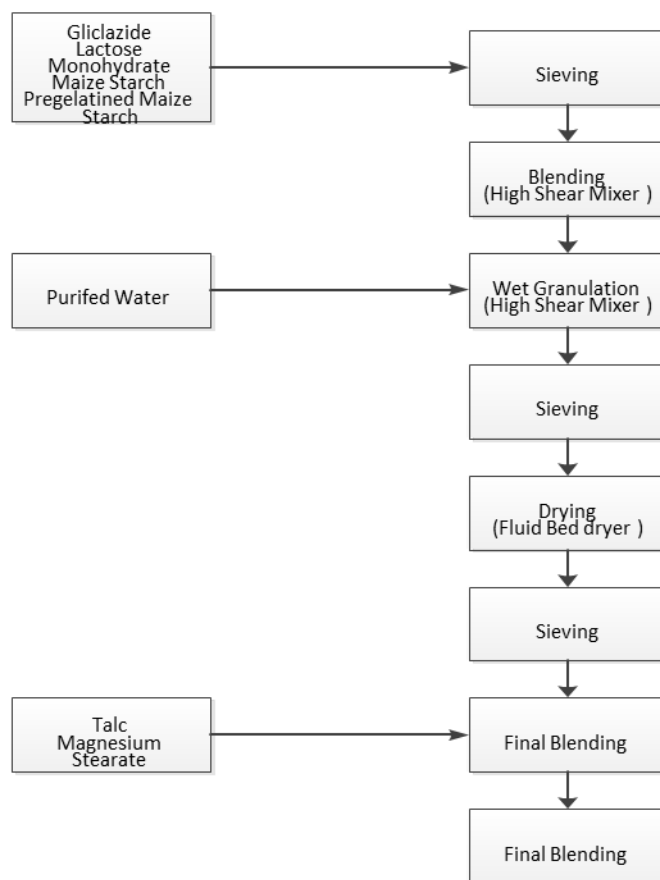 Gliclazide
Lactose
Monohydrate
Maize Starch
Pregelatined Maize
Starch
Sieving
Blending
(High Shear Mixer )
Purifed Water
Wet Granulation
(High Shear Mixer )
Sieving
Drying
(Fluid Bed dryer )
Sieving
Talc
Magnesium
Stearate
Final Blending
Final Blending